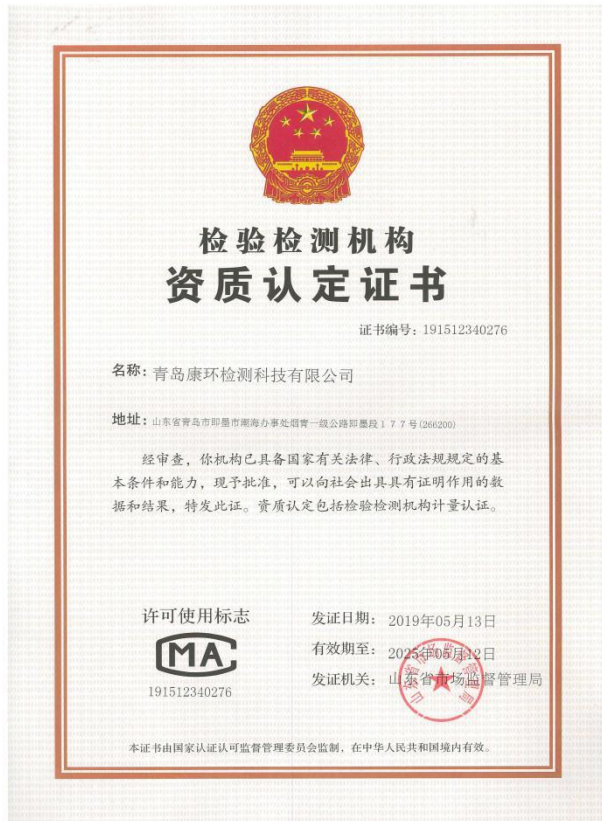 检验检测机构
资质认定证书
证书编号：191512340276
名称：青岛康环检测科技有限公司
地址：山东省青岛市即墨市潮海办事处烟青一级公路即墨段１７７号(266200)
经审查，你机构已具备国家有关法律、行政法规规定的基
本条件和能力，现予批准，可以向社会出具具有证明作用的数
据和结果，特发此证。资质认定包括检验检测机构计量认证。
许可使用标志
MA
191512340276
发证日期：2019年05月13日
有效期至：2025年05月12日
发证机关：山东省市场监督管理局
山东省市场监督管理局
本证书由国家认证认可监督管理委员会监制，在中华人民共和国境内有效。